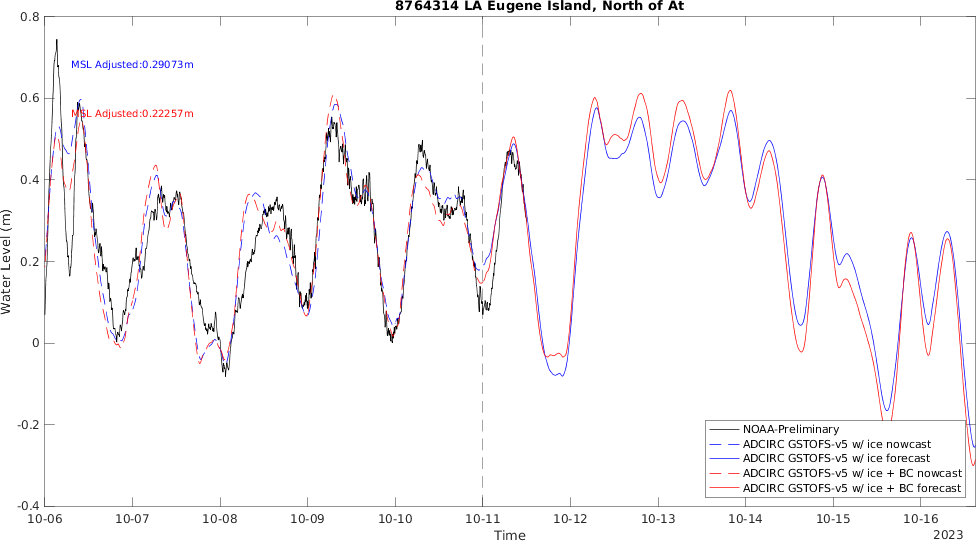 8764314 LA Eugene Island, North of At
MSL Adjusted:0.29073m
MSL Adjusted:0.22257m
Water Level (m)
0.8
0.6
0.4
0.2
0
-0.2
-0.4
10-06 10-07 10-08 10-09 10-10 10-11 10-12 10-13 10-14 10-15 10-16
Time
2023
NOAA-Preliminary
ADCIRC GSTOFS-v5 w/ ice nowcast
ADCIRC GSTOFS-v5 w/ ice forecast
ADCIRC GSTOFS-v5 w/ ice + BC nowcast
ADCIRC GSTOFS-v5 w/ ice + BC forecast